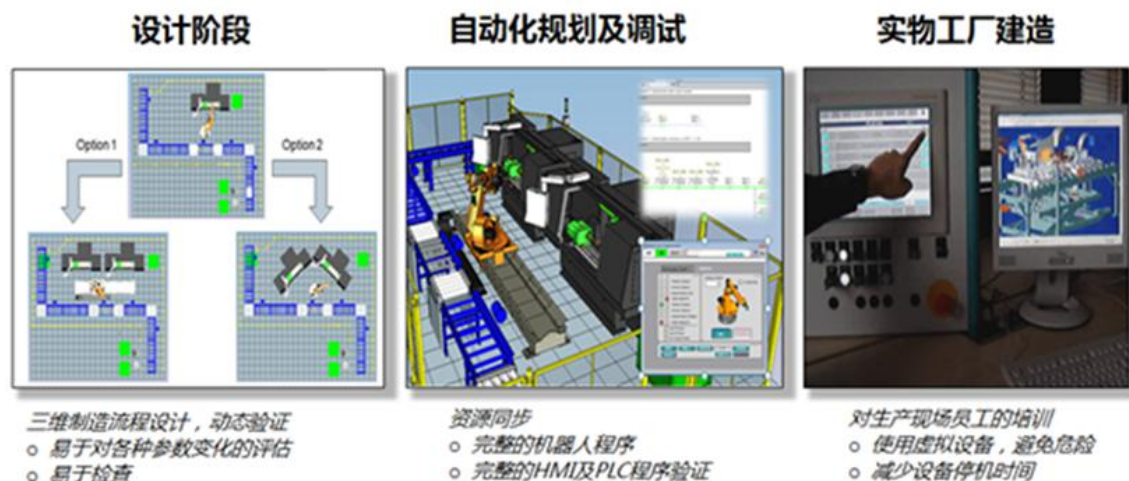 设计阶段
自动化规划及调试
实物工厂建造
Option 1
Option 2
三维制造流程设计，动态验证
○ 易于对各种参数变化的评估
○ 易于检查
资源同步
○ 完整的机器人程序
○ 完整的HMI及PLC程序验证
对生产现场员工的培训
○ 使用虚拟设备，避免危险
○ 减少设备停机时间